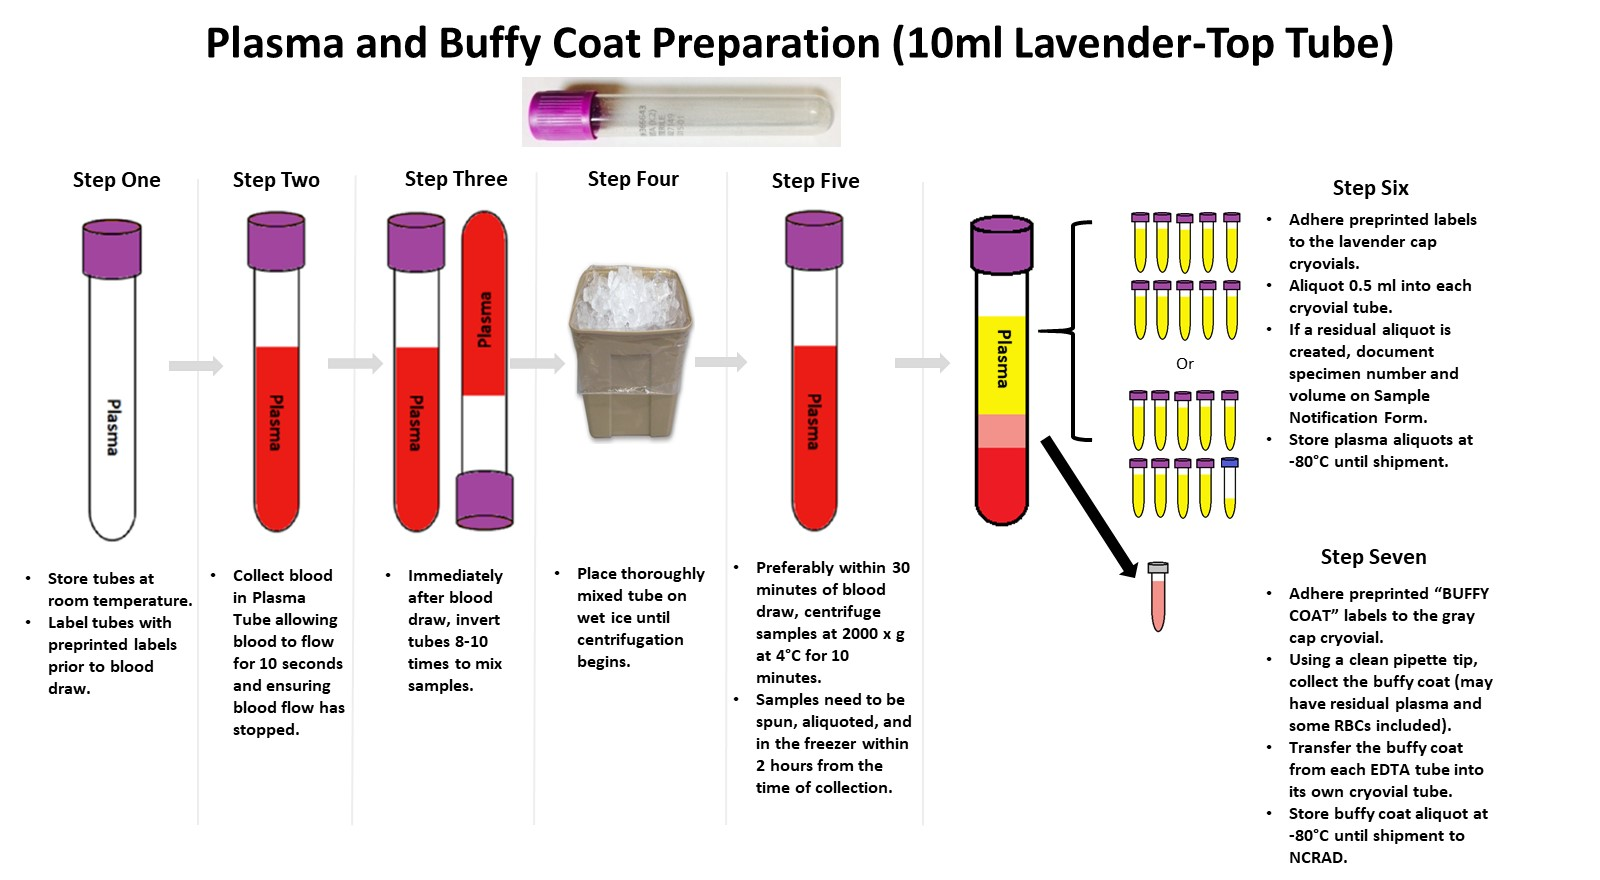 Plasma and Buffy Coat Preparation (10ml Lavender-Top Tube)
Step One
Plasma
• Store tubes at
room temperature.
• Label tubes with
preprinted labels
prior to blood
draw.
Step Two
Plasma
• Collect blood
in Plasma
Tube allowing
blood to flow
for 10 seconds
and ensuring
blood flow has
stopped.
Step Three
Plasma
Plasma
• Immediately
after blood
draw, invert
tubes 8-10
times to mix
samples.
Step Four
• Place thoroughly
mixed tube on
wet ice until
centrifugation
begins.
Step Five
Plasma
• Preferably within 30
minutes of blood
draw, centrifuge
samples at 2000 x g
at 4°C for 10
minutes.
• Samples need to be
spun, aliquoted, and
in the freezer within
2 hours from the
time of collection.
Plasma
Or
Step Six
• Adhere preprinted labels
to the lavender cap
cryovials.
• Aliquot 0.5 ml into each
cryovial tube.
• If a residual aliquot is
created, document
specimen number and
volume on Sample
Notification Form.
• Store plasma aliquots at
-80°C until shipment.
Step Seven
• Adhere preprinted “BUFFY
COAT” labels to the gray
cap cryovial.
• Using a clean pipette tip,
collect the buffy coat (may
have residual plasma and
some RBCs included).
• Transfer the buffy coat
from each EDTA tube into
its own cryovial tube.
• Store buffy coat aliquot at
-80°C until shipment to
NCRAD.